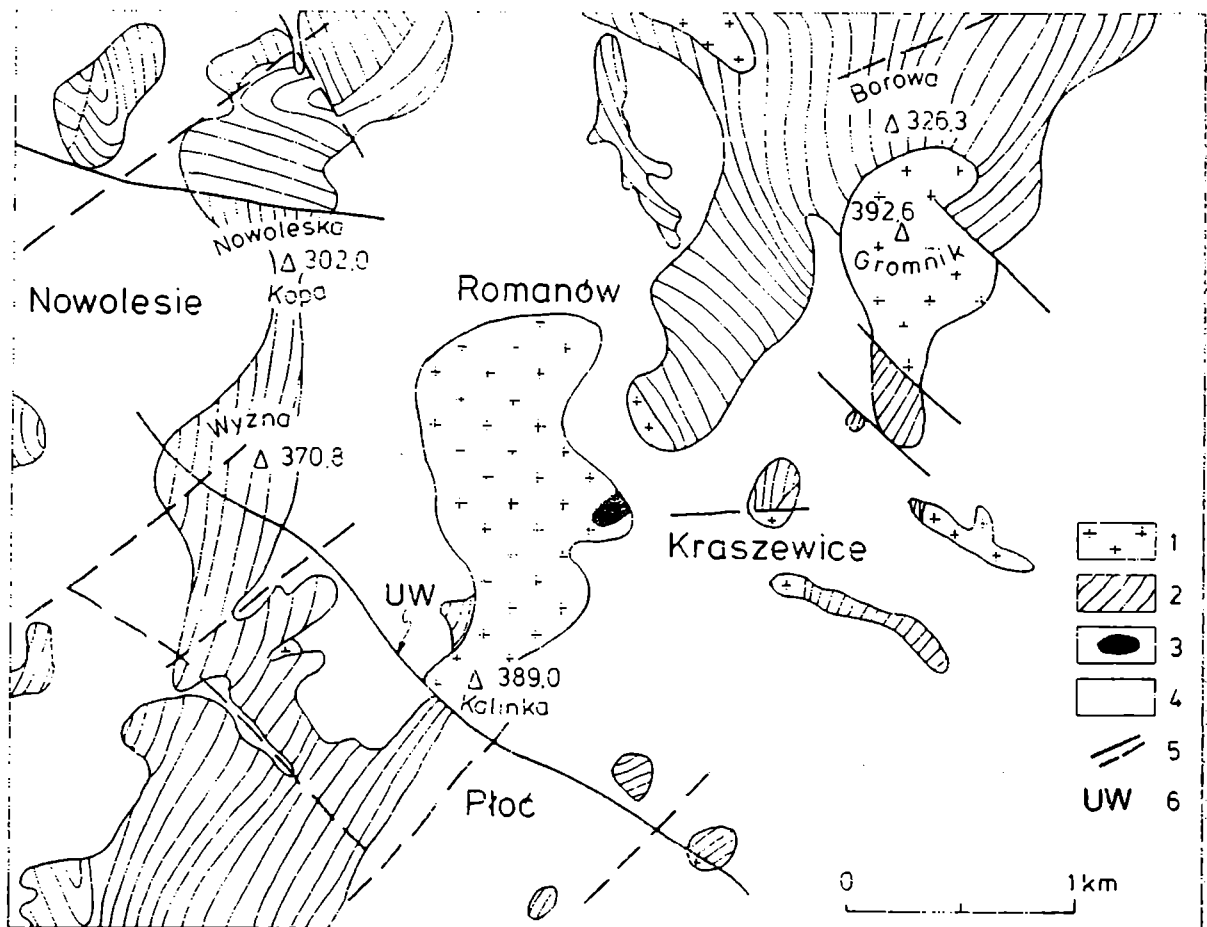 Borowa
Δ 326,3
392,6
Δ
Gromnik
Nowoleska
Δ 302,0
Kopa
Nowolesie
Romanów
Wyzna
Δ 370,8
Kraszewice
UW
Δ 389,0
Kalinka
Płoć
1
2
3
4
5
UW 6
0 1 km